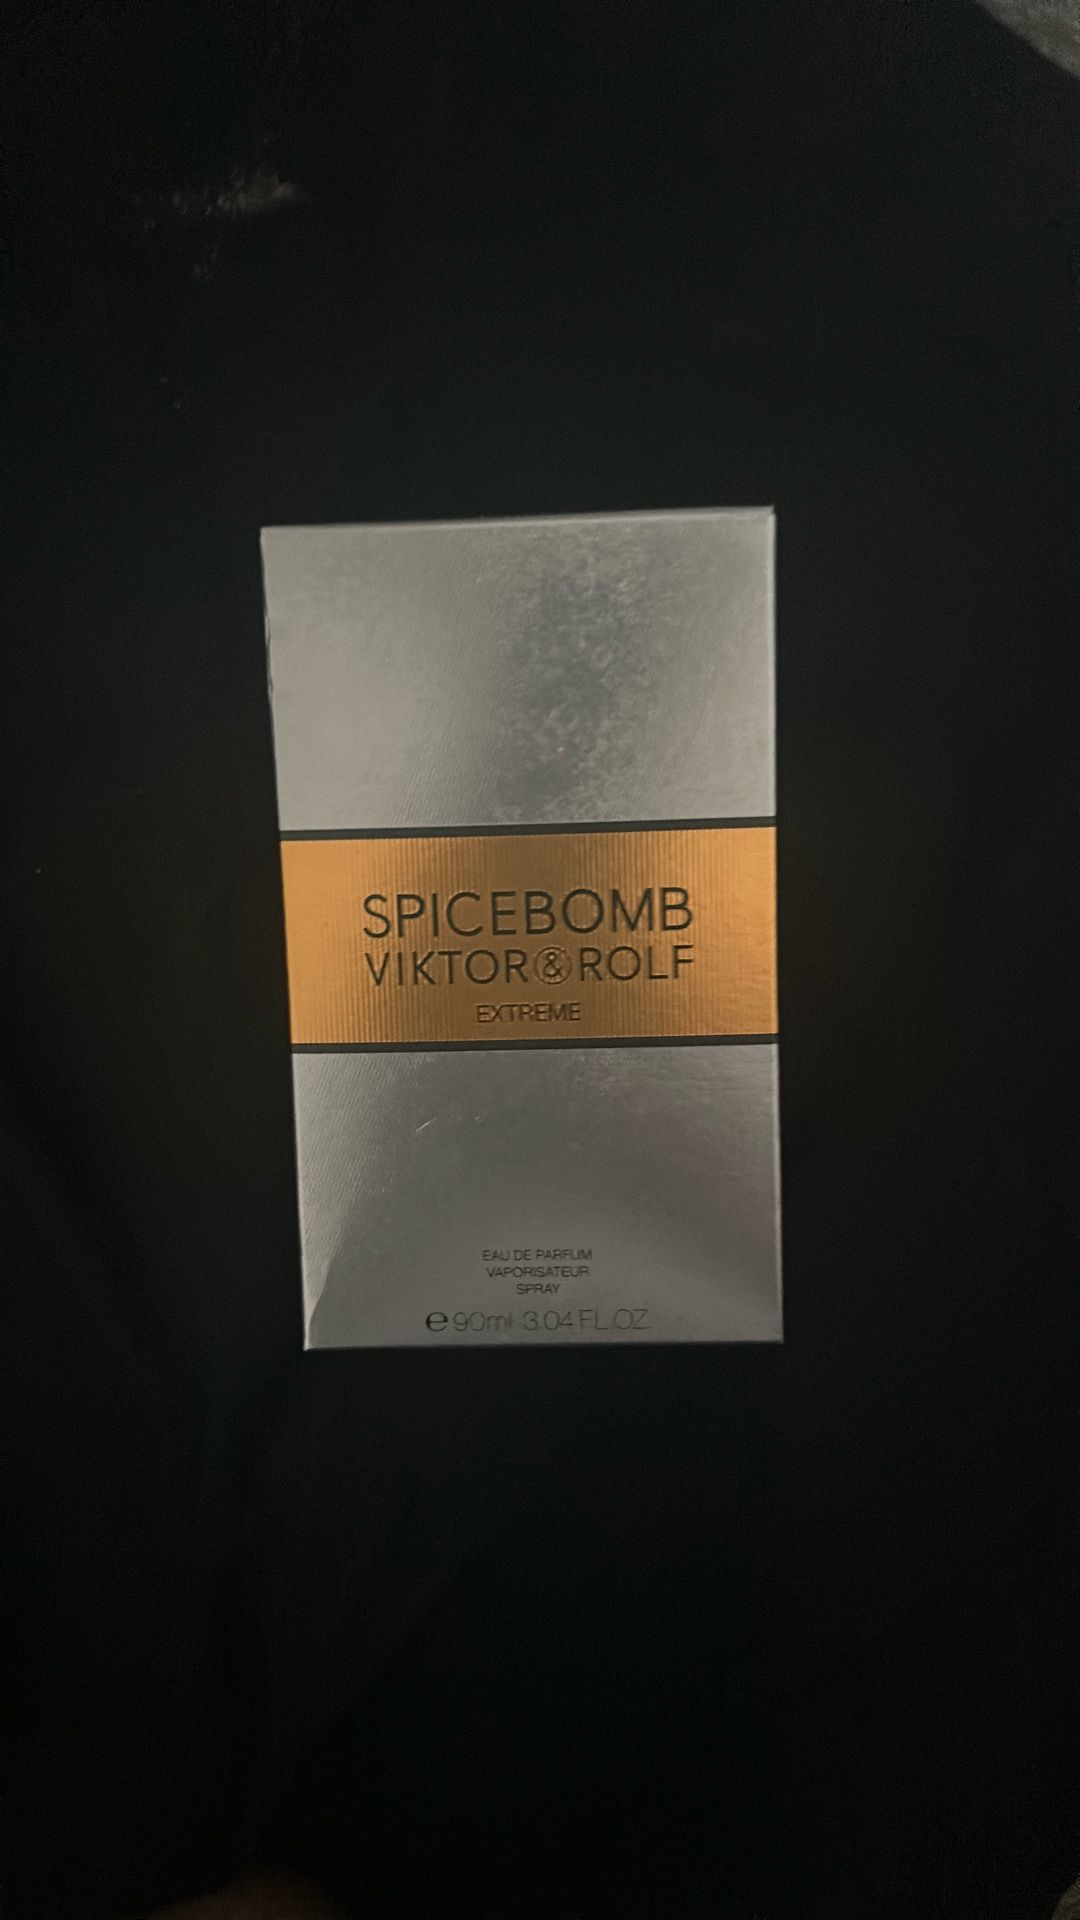 SPICEBOMB
VIKTOR&ROLF
EXTREME
EAU DE PARFUM
VAPORISATEUR
SPRAY
e 90ml 3.04 FL.OZ.